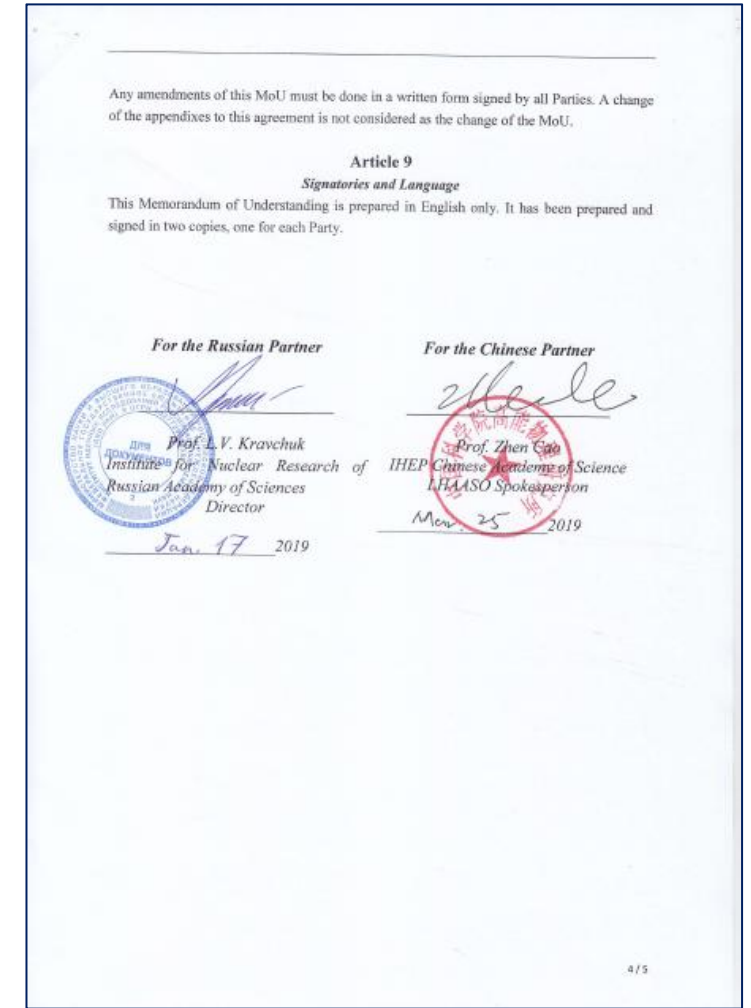 Any amendments of this MoU must be done in a written form signed by all Parties. A change
of the appendixes to this agreement is not considered as the change of the MoU.
Article 9
Signatories and Language
This Memorandum of Understanding is prepared in English only. It has been prepared and
signed in two copies, one for each Party.
For the Russian Partner
Prof. L.V. Kravchuk
Institute for Nuclear Research of
Russian Academy of Sciences
Director
Jan. 17 2019
ДЛЯ
ДОКУМЕНТОВ
For the Chinese Partner
Prof. Zhen Cao
IHEP Chinese Academy of Science
LHAASO Spokesperson
25 2019
4/5